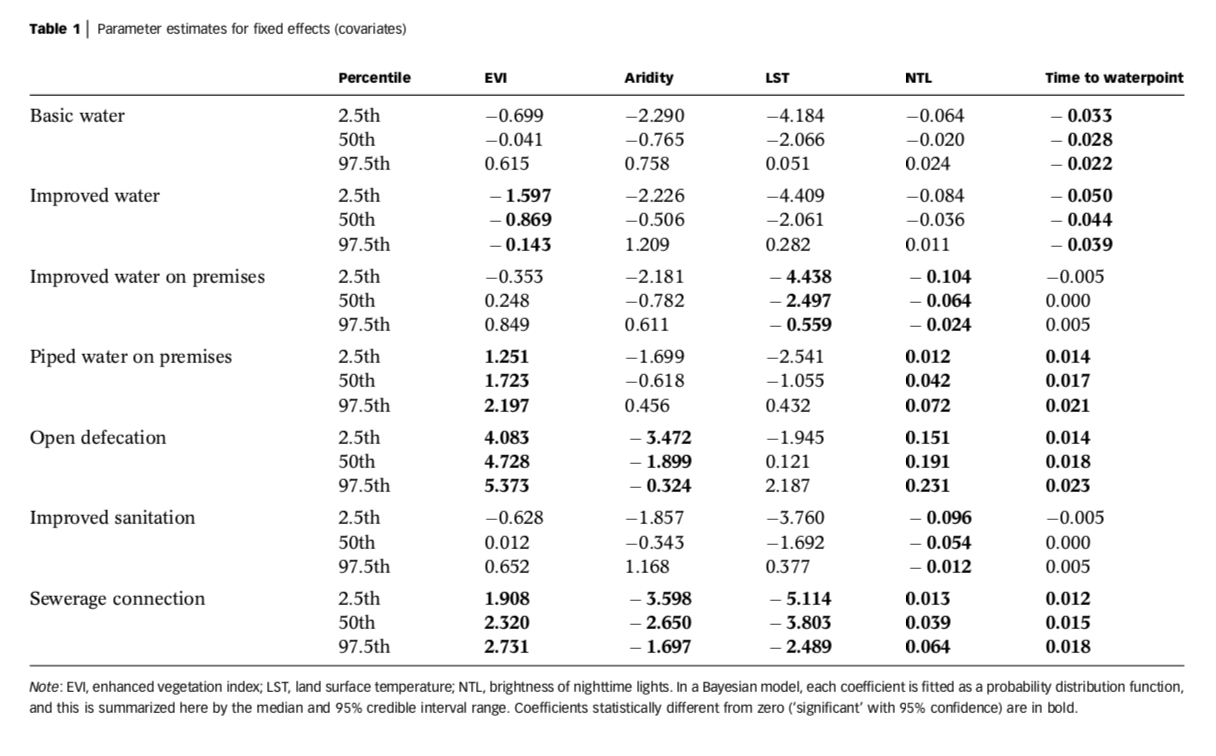 Table 1 | Parameter estimates for fixed effects (covariates)
Percentile EVI Aridity LST NTL Time to waterpoint
Basic water 2.5th −0.699 −2.290 −4.184 −0.064 − 0.033
50th −0.041 −0.765 −2.066 −0.020 − 0.028
97.5th 0.615 0.758 0.051 0.024 − 0.022
Improved water 2.5th − 1.597 −2.226 −4.409 −0.084 − 0.050
50th − 0.869 −0.506 −2.061 −0.036 − 0.044
97.5th − 0.143 1.209 0.282 0.011 − 0.039
Improved water on premises 2.5th −0.353 −2.181 − 4.438 − 0.104 −0.005
50th 0.248 −0.782 − 2.497 − 0.064 0.000
97.5th 0.849 0.611 − 0.559 − 0.024 0.005
Piped water on premises 2.5th 1.251 −1.699 −2.541 0.012 0.014
50th 1.723 −0.618 −1.055 0.042 0.017
97.5th 2.197 0.456 0.432 0.072 0.021
Open defecation 2.5th 4.083 − 3.472 −1.945 0.151 0.014
50th 4.728 − 1.899 0.121 0.191 0.018
97.5th 5.373 − 0.324 2.187 0.231 0.023
Improved sanitation 2.5th −0.628 −1.857 −3.760 − 0.096 −0.005
50th 0.012 −0.343 −1.692 − 0.054 0.000
97.5th 0.652 1.168 0.377 − 0.012 0.005
Sewerage connection 2.5th 1.908 − 3.598 − 5.114 0.013 0.012
50th 2.320 − 2.650 − 3.803 0.039 0.015
97.5th 2.731 − 1.697 − 2.489 0.064 0.018
Note: EVI, enhanced vegetation index; LST, land surface temperature; NTL, brightness of nighttime lights. In a Bayesian model, each coefficient is fitted as a probability distribution function,
and this is summarized here by the median and 95% credible interval range. Coefficients statistically different from zero (‘significant’ with 95% confidence) are in bold.